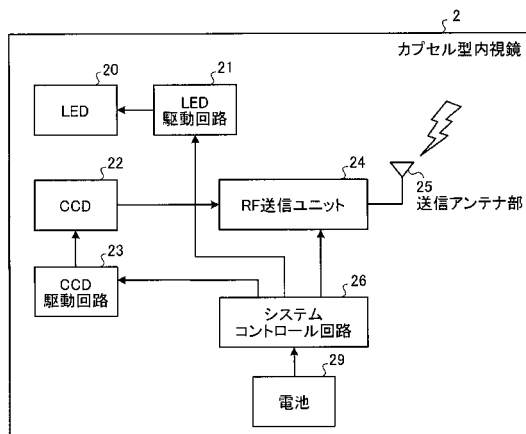 2
カプセル型内視鏡
20
LED
21
LED
駆動回路
22
CCD
24
RF送信ユニット
25
送信アンテナ部
23
CCD
駆動回路
26
システム
コントロール回路
29
電池